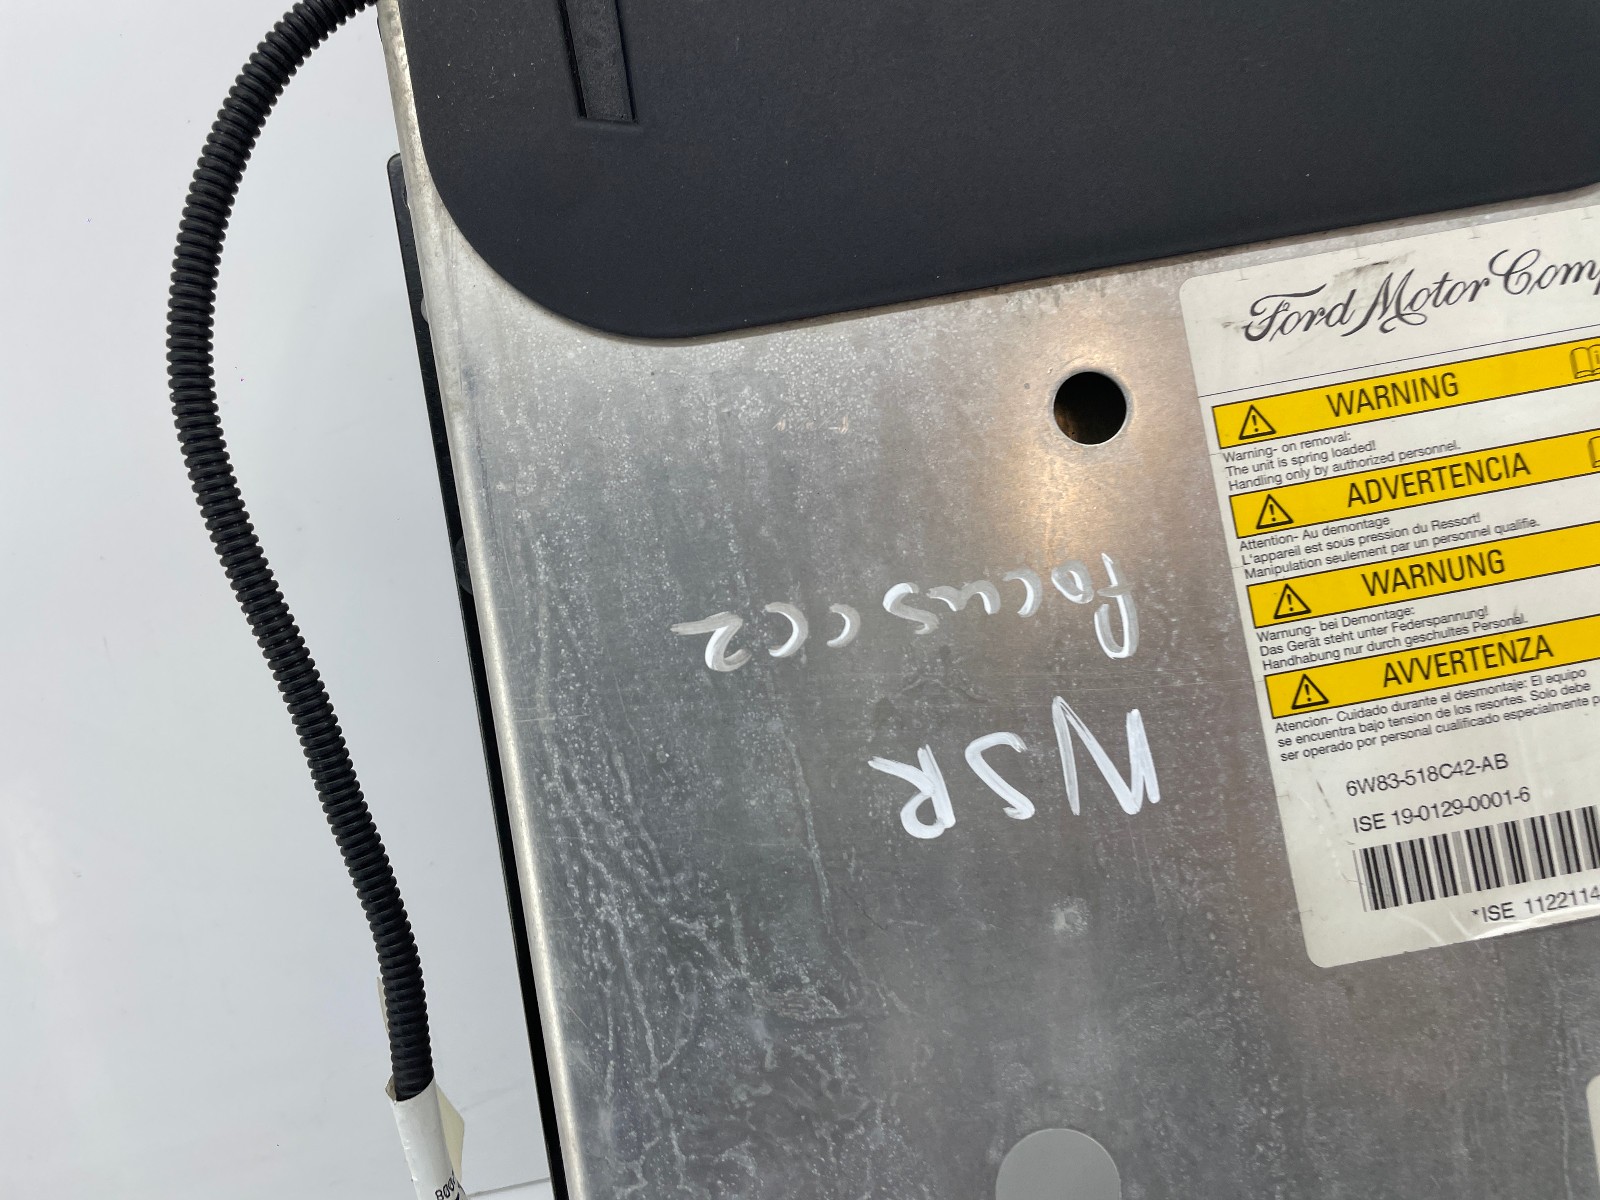 Ford Motor Comp
WARNING
Warning- on removal:
The unit is spring loaded!
Handling only by authorized personnel.
ADVERTENCIA
Attention- Au demontage
L'appareil est sous pression du Ressort!
Manipulation seulement par un personnel qualifie.
WARNUNG
Warnung- bei Demontage:
Das Gerät steht unter Federspannung!
Handhabung nur durch geschultes Personal.
AVVERTENZA
Atencion- Cuidado durante el desmontaje: El equipo
se encuentra bajo tension de los resortes. Solo debe
ser operado por personal cualificado especialmente p
6W83-518C42-AB
ISE 19-0129-0001-6
*ISE 1122114
NSR
Focus CC2